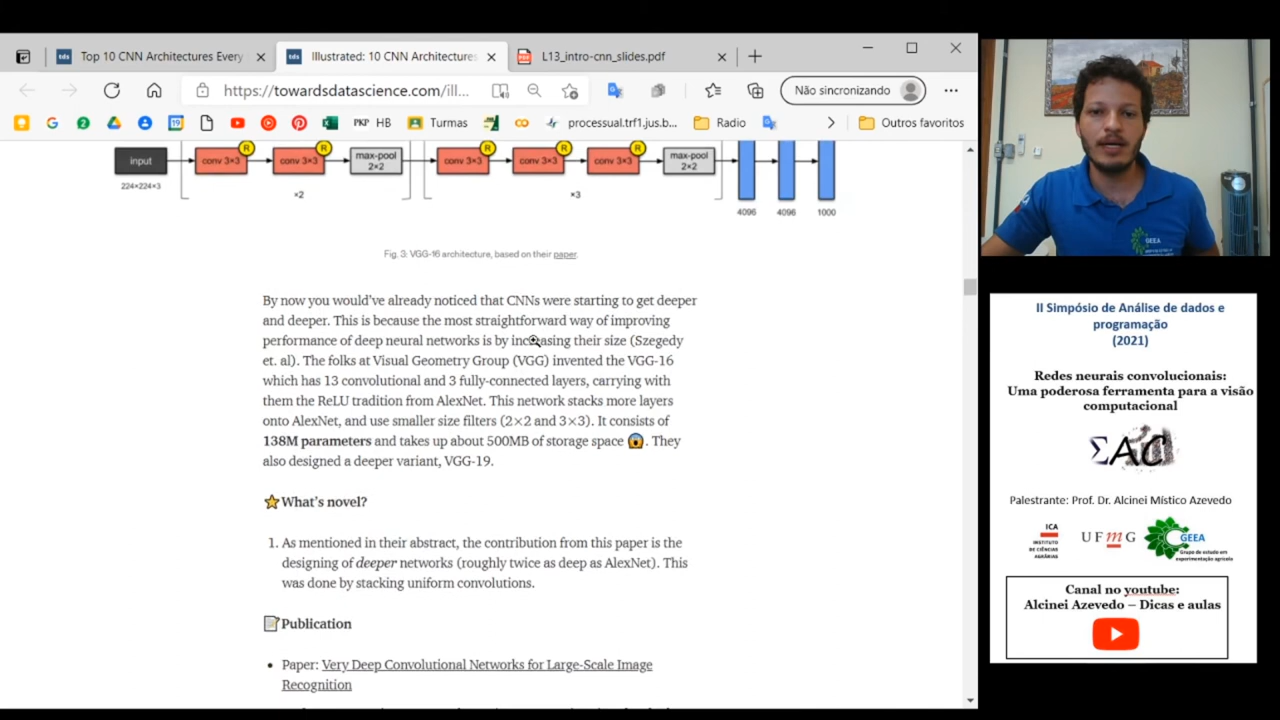 Top 10 CNN Architectures Every
Illustrated: 10 CNN Architectures
L13_intro-cnn_slides.pdf
https://towardsdatascience.com/ill...
Não sincronizando
HB
Turmas
processual.trf1.jus.b...
Radio
Outros favoritos
input
conv 3×3
R
conv 3×3
R
max-pool
2×2
conv 3×3
R
conv 3×3
R
conv 3×3
R
max-pool
2×2
224×224×3
×2
×3
4096
4096
1000
Fig. 3: VGG-16 architecture, based on their paper.
By now you would've already noticed that CNNs were starting to get deeper
and deeper. This is because the most straightforward way of improving
performance of deep neural networks is by increasing their size (Szegedy
et. al). The folks at Visual Geometry Group (VGG) invented the VGG-16
which has 13 convolutional and 3 fully-connected layers, carrying with
them the ReLU tradition from AlexNet. This network stacks more layers
onto AlexNet, and use smaller size filters (2×2 and 3×3). It consists of
138M parameters and takes up about 500MB of storage space 😱. They
also designed a deeper variant, VGG-19.
⭐What's novel?
1. As mentioned in their abstract, the contribution from this paper is the
designing of deeper networks (roughly twice as deep as AlexNet). This
was done by stacking uniform convolutions.
📝Publication
• Paper: Very Deep Convolutional Networks for Large-Scale Image
Recognition
GEEA
II Simpósio de Análise de dados e
programação
(2021)
Redes neurais convolucionais:
Uma poderosa ferramenta para a visão
computacional
ΣAC
Palestrante: Prof. Dr. Alcinei Místico Azevedo
ICA
INSTITUTO
DE CIÊNCIAS
AGRÁRIAS
UFMG
GEEA
Grupo de estudo em
experimentação agrícola
Canal no youtube:
Alcinei Azevedo – Dicas e aulas